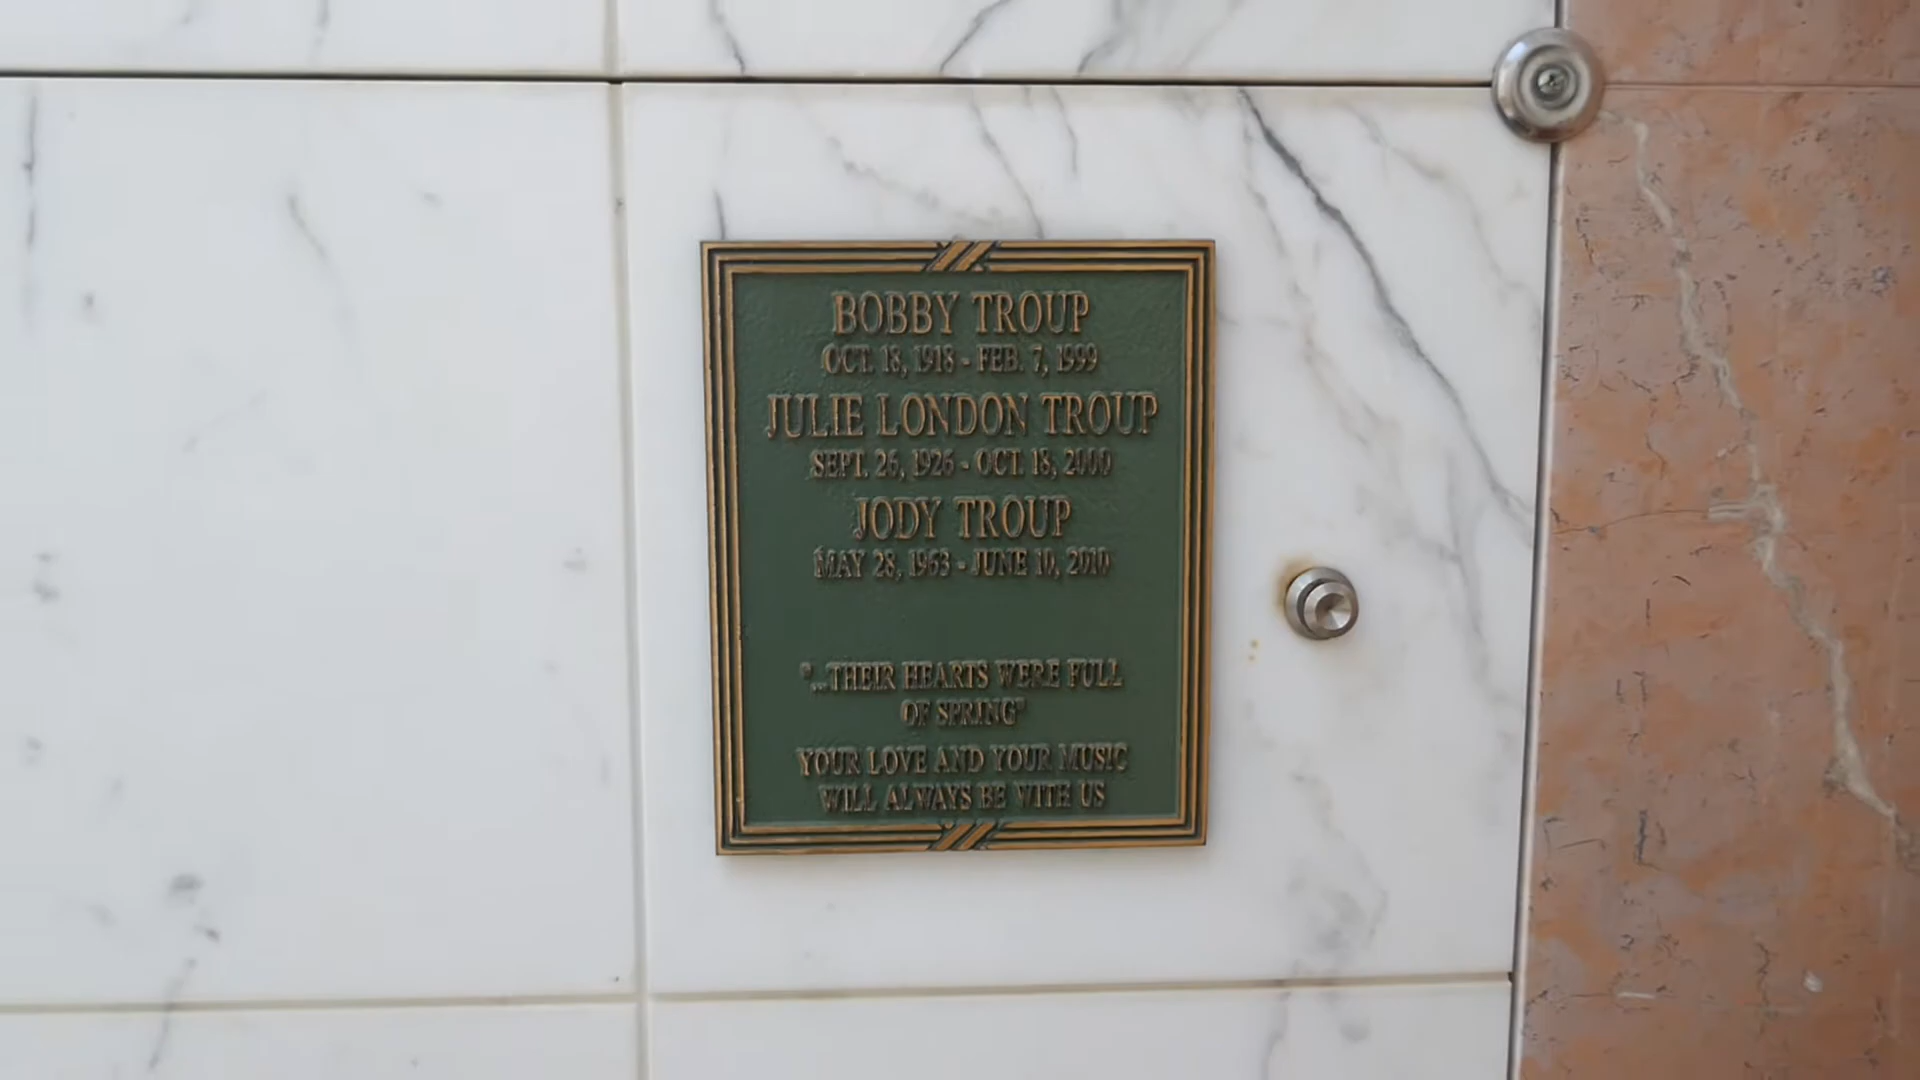 BOBBY TROUP
OCT. 18, 1918 - FEB. 7, 1999
JULIE LONDON TROUP
SEPT. 26, 1926 - OCT. 18, 2000
JODY TROUP
MAY 28, 1963 - JUNE 10, 2010
"...THEIR HEARTS WERE FULL
OF SPRING"
YOUR LOVE AND YOUR MUSIC
WILL ALWAYS BE WITH US